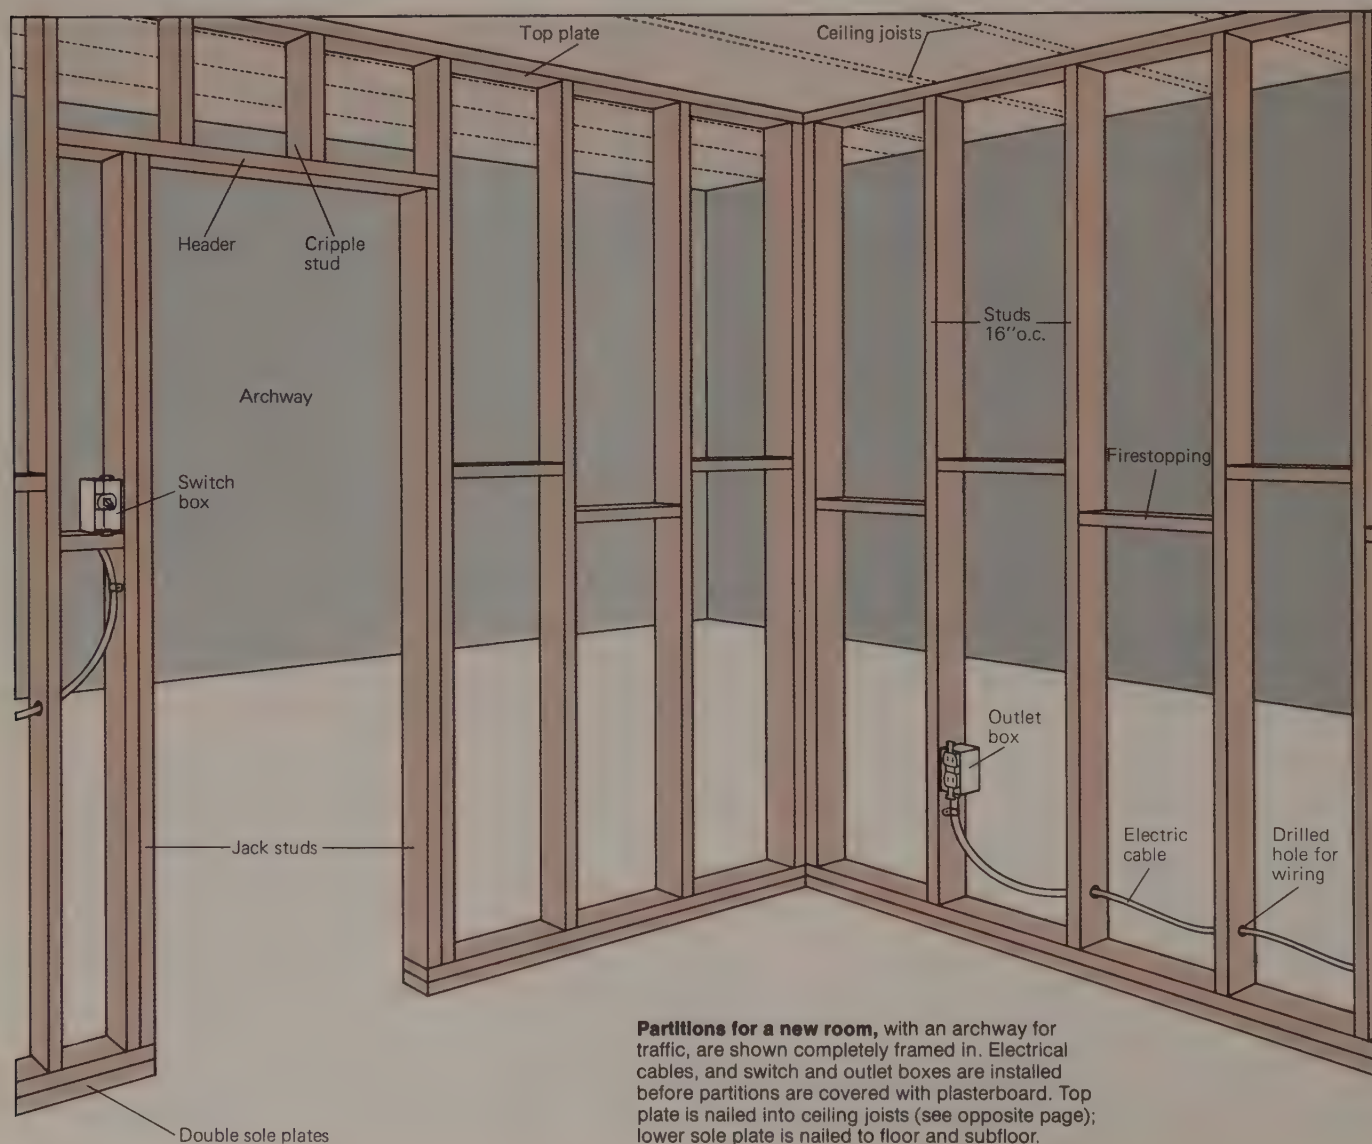 Top plate
Ceiling joists
Header
Cripple
stud
Studs
16"o.c.
Archway
Firestopping
Switch
box
Outlet
box
Jack studs
Electric
cable
Drilled
hole for
wiring
Partitions for a new room, with an archway for
traffic, are shown completely framed in. Electrical
cables, and switch and outlet boxes are installed
before partitions are covered with plasterboard. Top
plate is nailed into ceiling joists (see opposite page);
lower sole plate is nailed to floor and subfloor.
Double sole plates